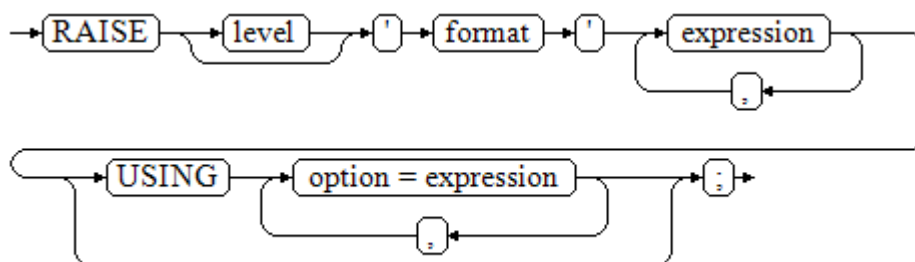 RAISE level ' format ' expression
,
USING option = expression ;
,